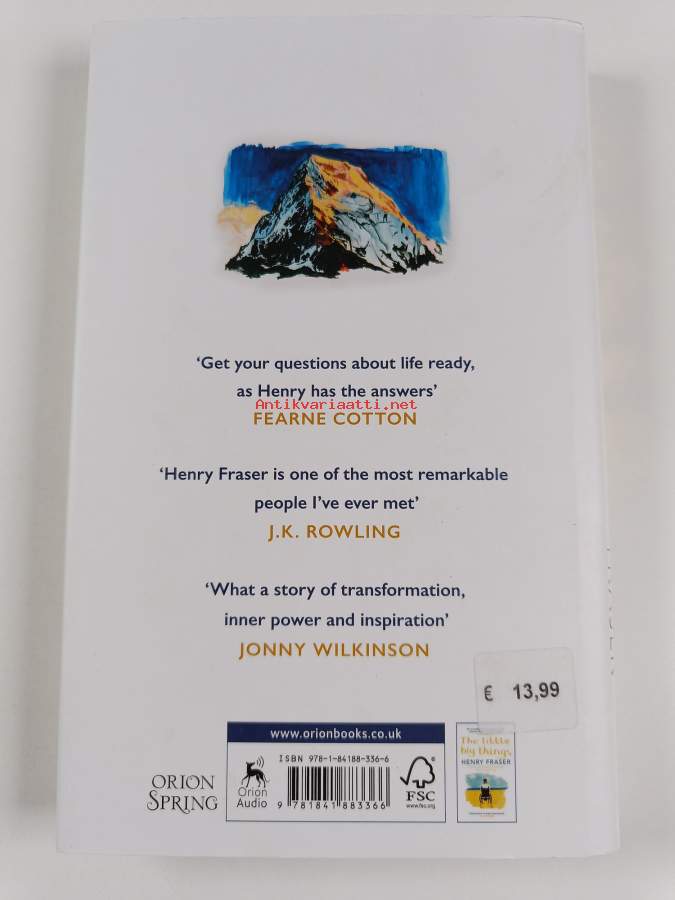 ‘Get your questions about life ready,
as Henry has the answers’
Antikvariaatti.net
FEARNE COTTON
‘Henry Fraser is one of the most remarkable
people I’ve ever met’
J.K. ROWLING
‘What a story of transformation,
inner power and inspiration’
JONNY WILKINSON
€ 13,99
www.orionbooks.co.uk
ISBN 978-1-84188-336-6
9 781841 883366
ORION
SPRING
Orion
Audio
FSC
www.fsc.org
The little
big things
HENRY FRASER